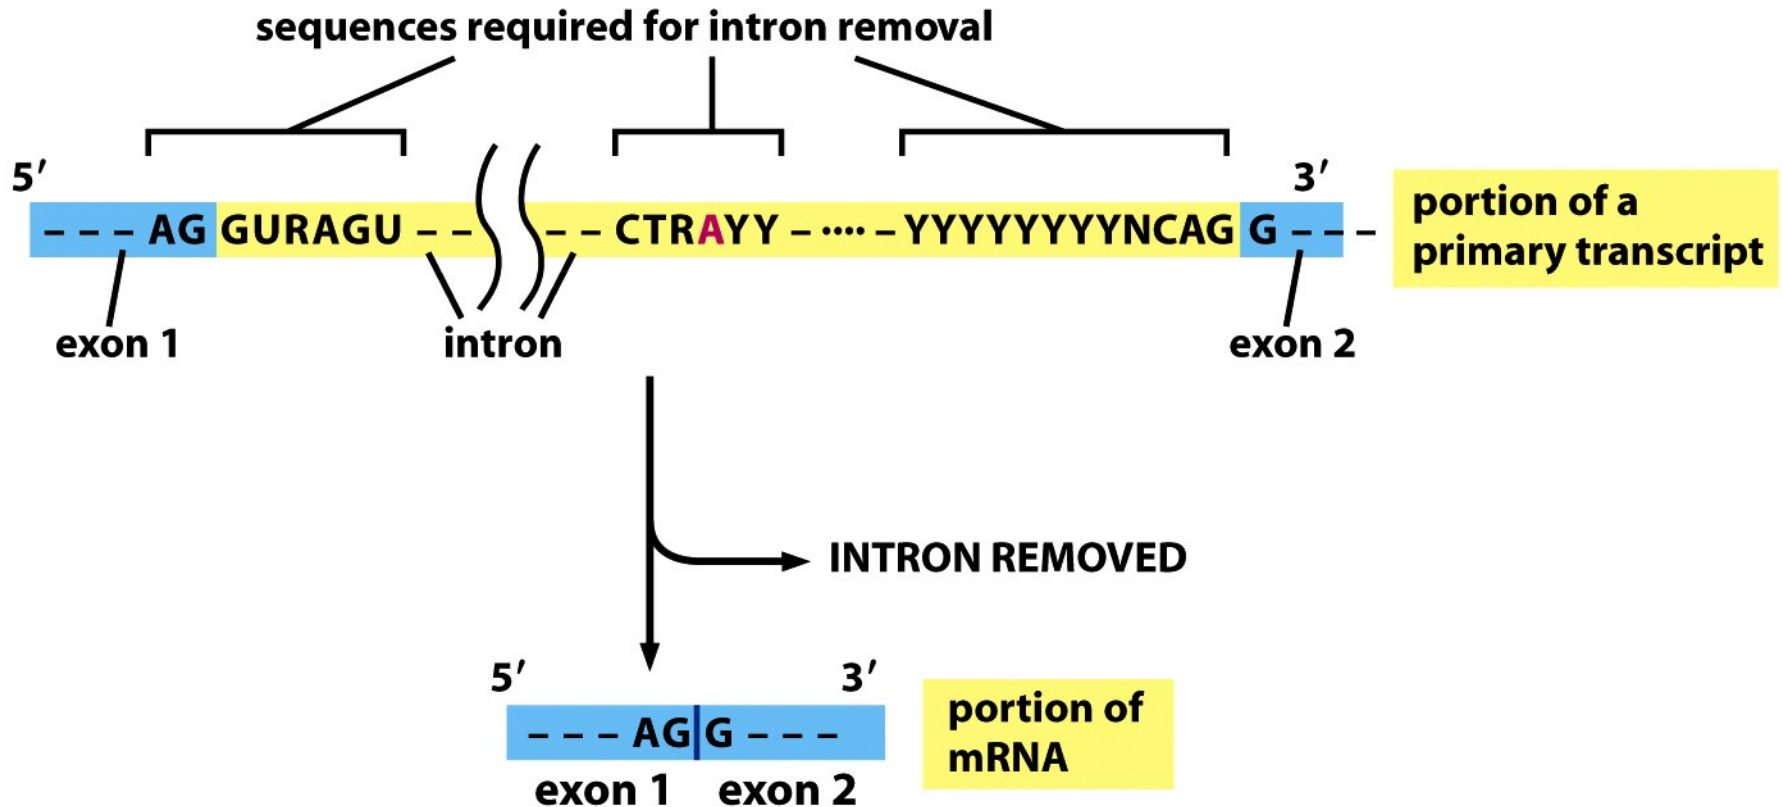 sequences required for intron removal
5′ 3′
– – – AG GURAGU – – – – CTRAYY – ···· – YYYYYYYYNCAG G – – –
portion of a
primary transcript
exon 1 intron exon 2
INTRON REMOVED
5′ 3′
– – – AG G – – –
exon 1 exon 2
portion of
mRNA